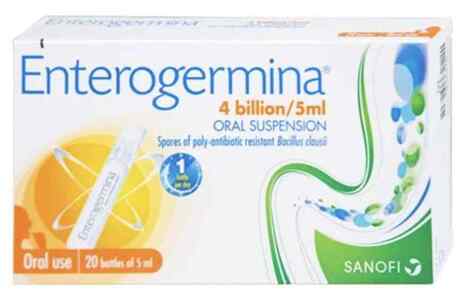 Enterogermina®
4 billion/5ml
ORAL SUSPENSION
Spores of poly-antibiotic resistant Bacillus clausii
1
Enterogermina
Oral use
20 bottles of 5 ml
SANOFI